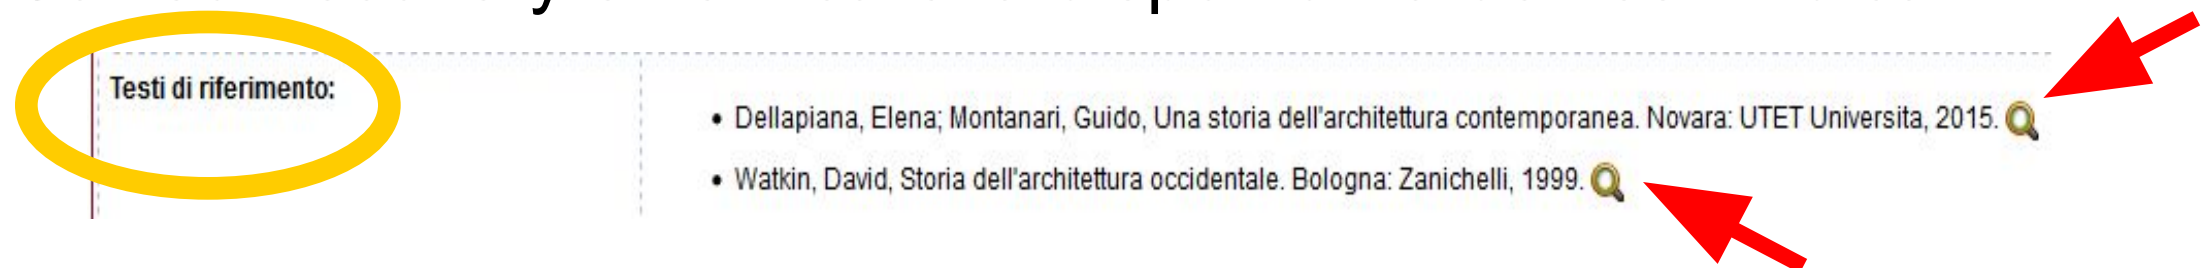 Testi di riferimento:
• Dellapiana, Elena; Montanari, Guido, Una storia dell'architettura contemporanea. Novara: UTET Universita, 2015.
• Watkin, David, Storia dell'architettura occidentale. Bologna: Zanichelli, 1999.